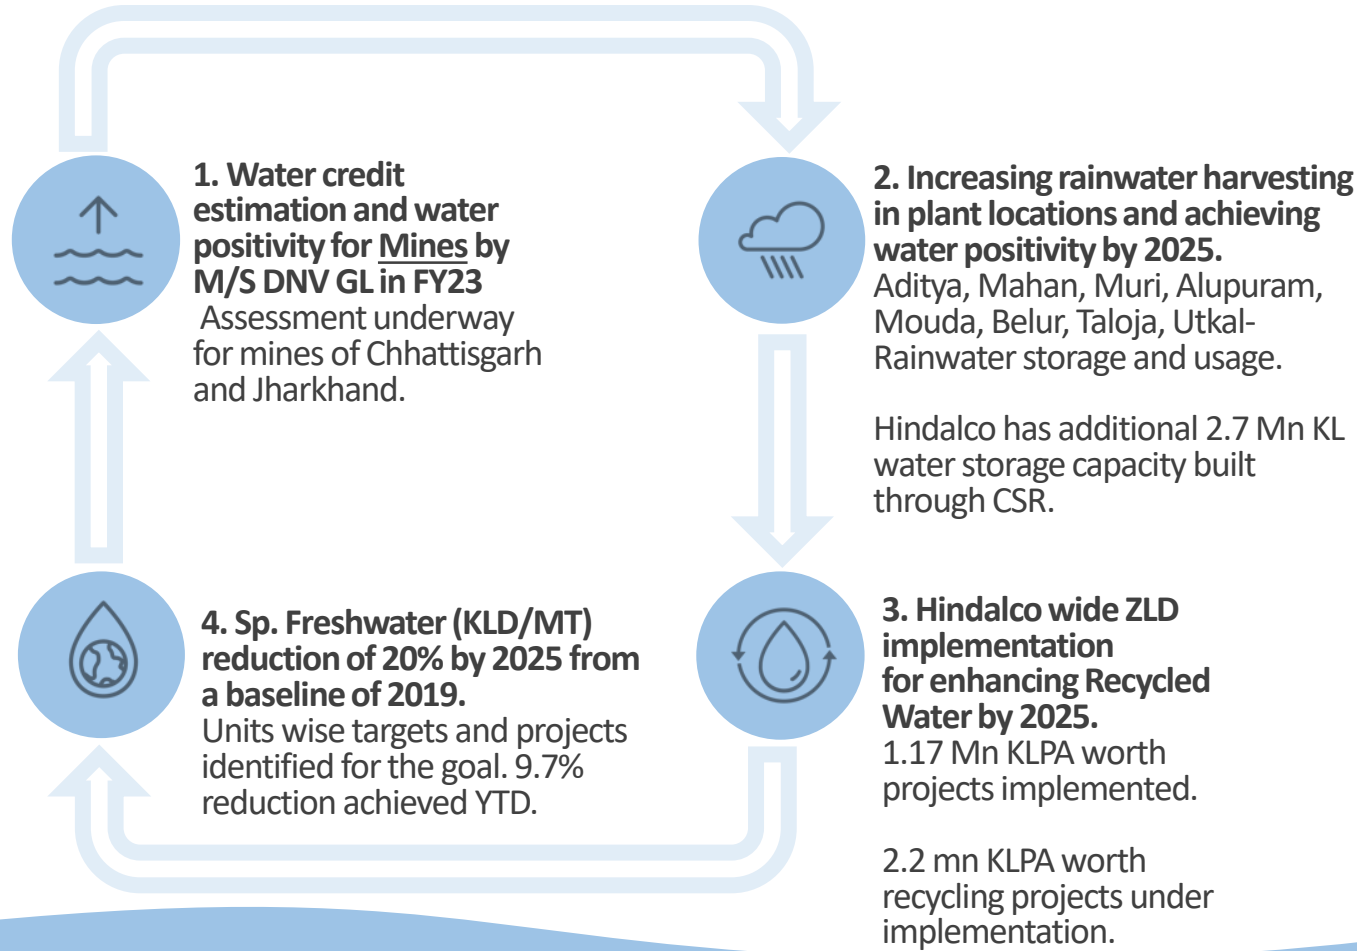 1. Water credit
estimation and water
positivity for Mines by
M/S DNV GL in FY23
Assessment underway
for mines of Chhattisgarh
and Jharkhand.
2. Increasing rainwater harvesting
in plant locations and achieving
water positivity by 2025.
Aditya, Mahan, Muri, Alupuram,
Mouda, Belur, Taloja, Utkal-
Rainwater storage and usage.
Hindalco has additional 2.7 Mn KL
water storage capacity built
through CSR.
3. Hindalco wide ZLD
implementation
for enhancing Recycled
Water by 2025.
1.17 Mn KLPA worth
projects implemented.
2.2 mn KLPA worth
recycling projects under
implementation.
4. Sp. Freshwater (KLD/MT)
reduction of 20% by 2025 from
a baseline of 2019.
Units wise targets and projects
identified for the goal. 9.7%
reduction achieved YTD.